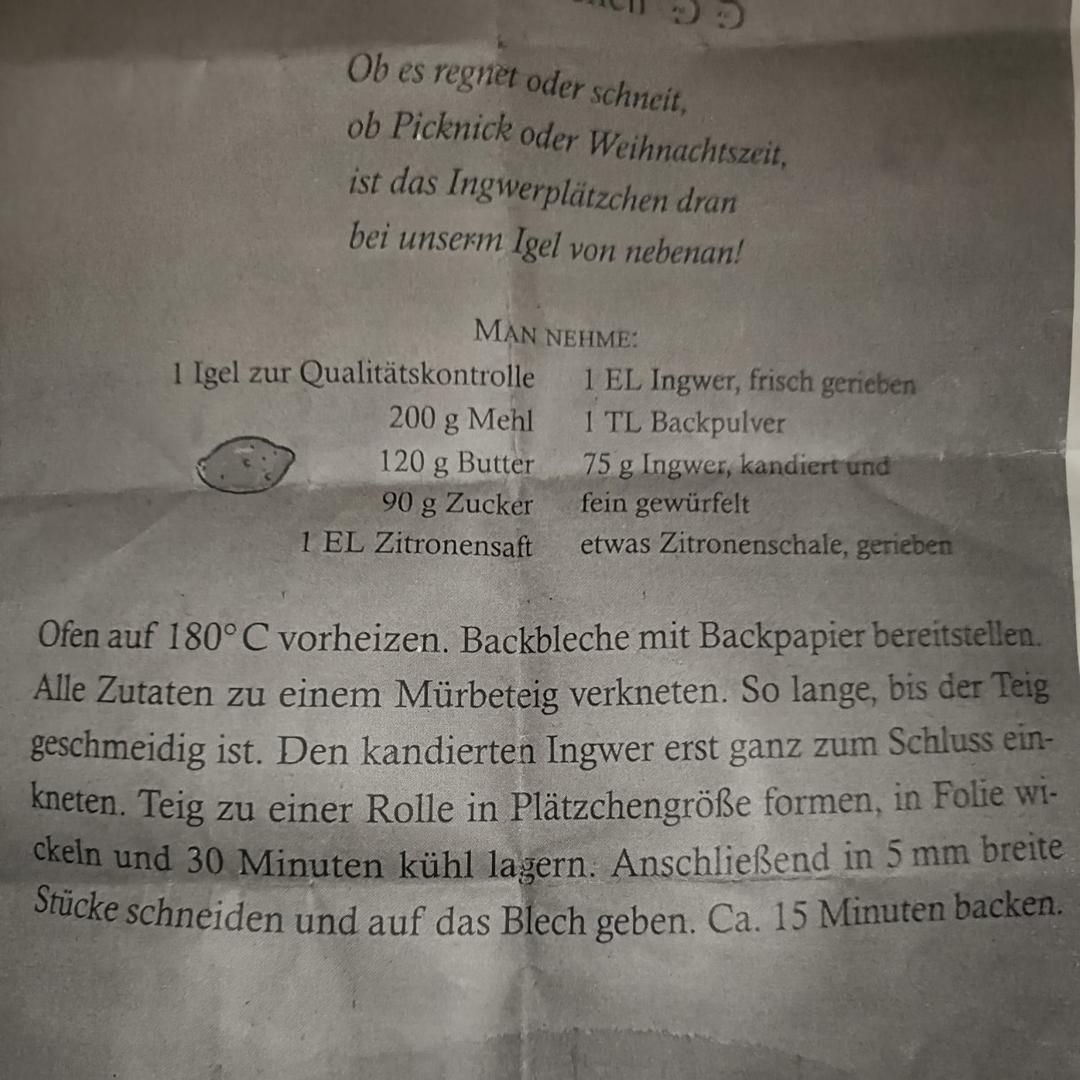 Ob es regnet oder schneit,
ob Picknick oder Weihnachtszeit,
ist das Ingwerplätzchen dran
bei unserm Igel von nebenan!
MAN NEHME:
1 Igel zur Qualitätskontrolle
200 g Mehl
120 g Butter
90 g Zucker
1 EL Zitronensaft
1 EL Ingwer, frisch gerieben
1 TL Backpulver
75 g Ingwer, kandiert und
fein gewürfelt
etwas Zitronenschale, gerieben
Ofen auf 180° C vorheizen. Backbleche mit Backpapier bereitstellen.
Alle Zutaten zu einem Mürbeteig verkneten. So lange, bis der Teig
geschmeidig ist. Den kandierten Ingwer erst ganz zum Schluss ein-
kneten. Teig zu einer Rolle in Plätzchengröße formen, in Folie wi-
ckeln und 30 Minuten kühl lagern. Anschließend in 5 mm breite
Stücke schneiden und auf das Blech geben. Ca. 15 Minuten backen.